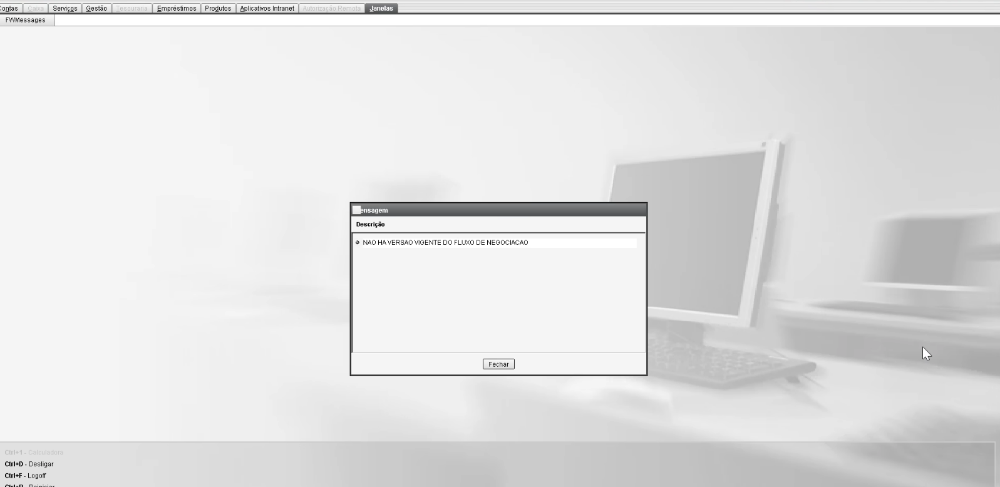 Contas Caixa Serviços Gestão Tesouraria Empréstimos Produtos Aplicativos Intranet Autorização Remota Janelas
FWMessages
ensagem
Descrição
NAO HA VERSAO VIGENTE DO FLUXO DE NEGOCIACAO
Fechar
Ctrl+1 - Calculadora
Ctrl+D - Desligar
Ctrl+F - Logoff
Ctrl+R - Reiniciar